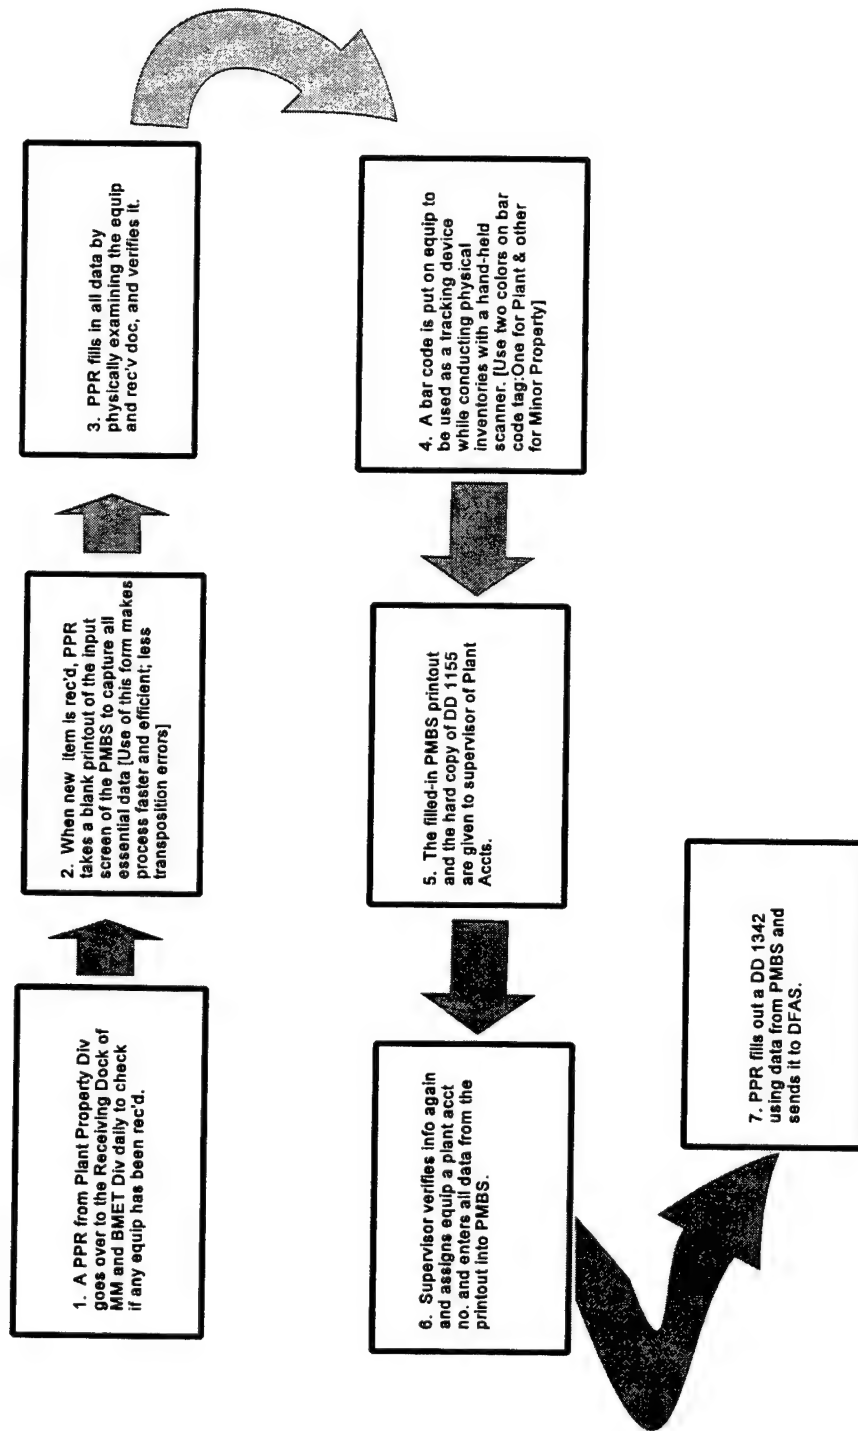 1. A PPR from Plant Property Div
goes over to the Receiving Dock of
MM and BMET Div daily to check
if any equip has been rec'd.
2. When new item is rec'd, PPR
takes a blank printout of the input
screen of the PMBS to capture all
essential data [Use of this form makes
process faster and efficient; less
transposition errors]
3. PPR fills in all data by
physically examining the equip
and rec'v doc, and verifies it.
4. A bar code is put on equip to
be used as a tracking device
while conducting physical
inventories with a hand-held
scanner. [Use two colors on bar
code tag:One for Plant & other
for Minor Property]
5. The filled-in PMBS printout
and the hard copy of DD 1155
are given to supervisor of Plant
Accts.
6. Supervisor verifies info again
and assigns equip a plant acct
no. and enters all data from the
printout into PMBS.
7. PPR fills out a DD 1342
using data from PMBS and
sends it to DFAS.